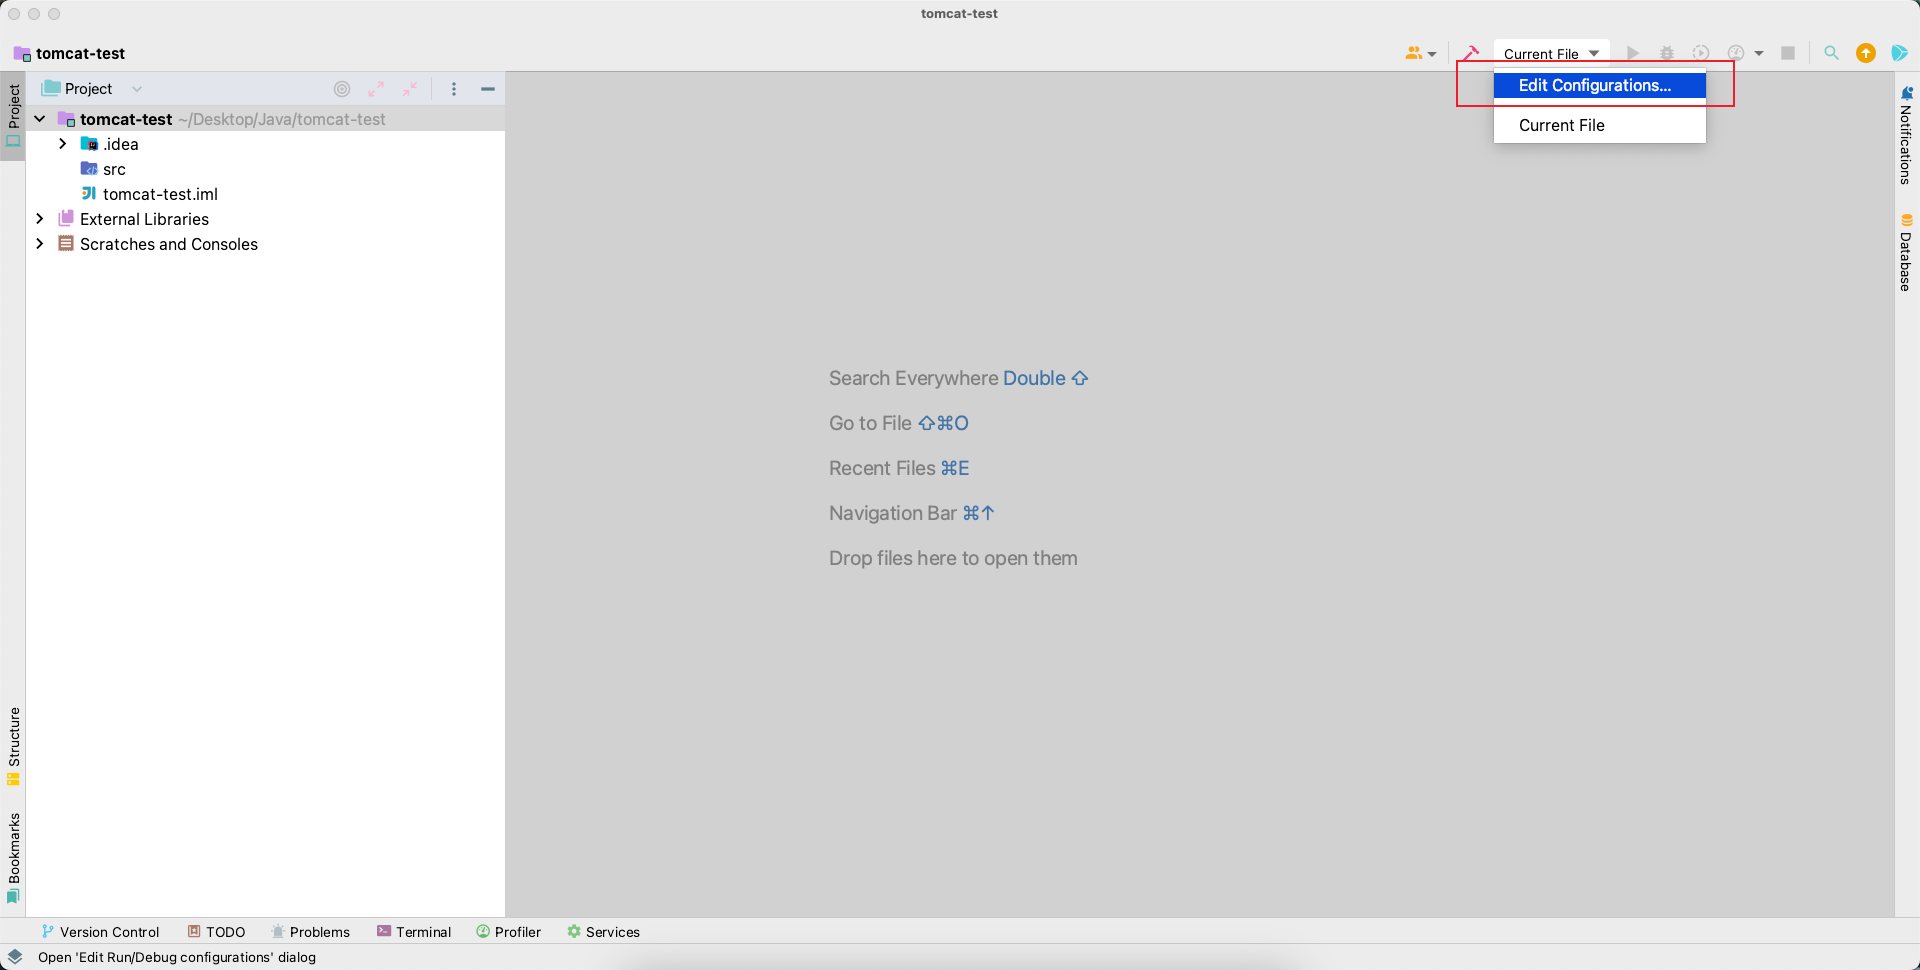 tomcat-test
tomcat-test
Current File
Project
Edit Configurations...
Current File
tomcat-test ~/Desktop/Java/tomcat-test
.idea
src
tomcat-test.iml
External Libraries
Scratches and Consoles
Project
Structure
Bookmarks
Notifications
Database
Search Everywhere Double ⇧
Go to File ⇧⌘O
Recent Files ⌘E
Navigation Bar ⌘↑
Drop files here to open them
Version Control TODO Problems Terminal Profiler Services
Open 'Edit Run/Debug configurations' dialog